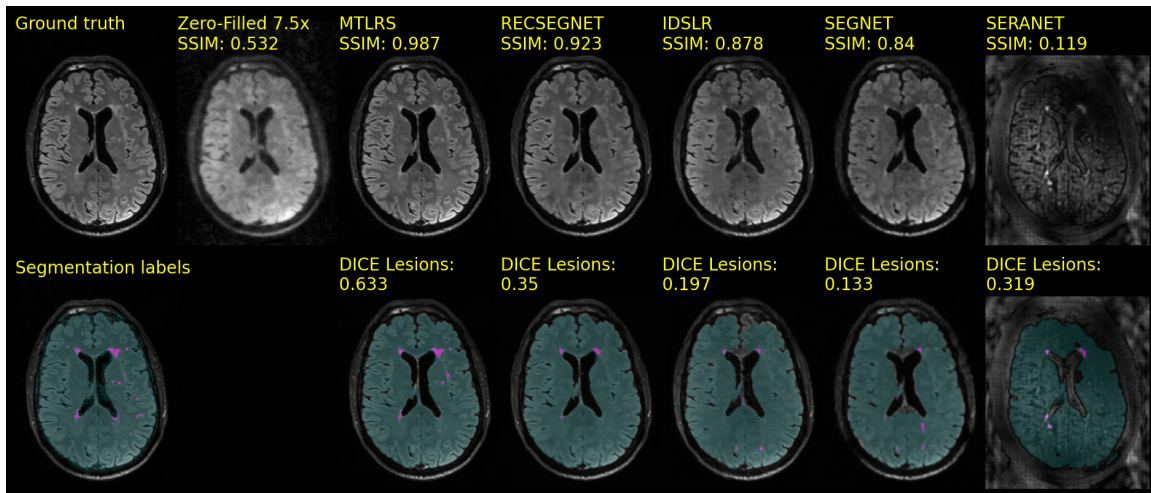 Ground truth
Zero-Filled 7.5x
SSIM: 0.532
MTLRS
SSIM: 0.987
RECSEGNET
SSIM: 0.923
IDSLR
SSIM: 0.878
SEGNET
SSIM: 0.84
SERANET
SSIM: 0.119
Segmentation labels
DICE Lesions:
0.633
DICE Lesions:
0.35
DICE Lesions:
0.197
DICE Lesions:
0.133
DICE Lesions:
0.319